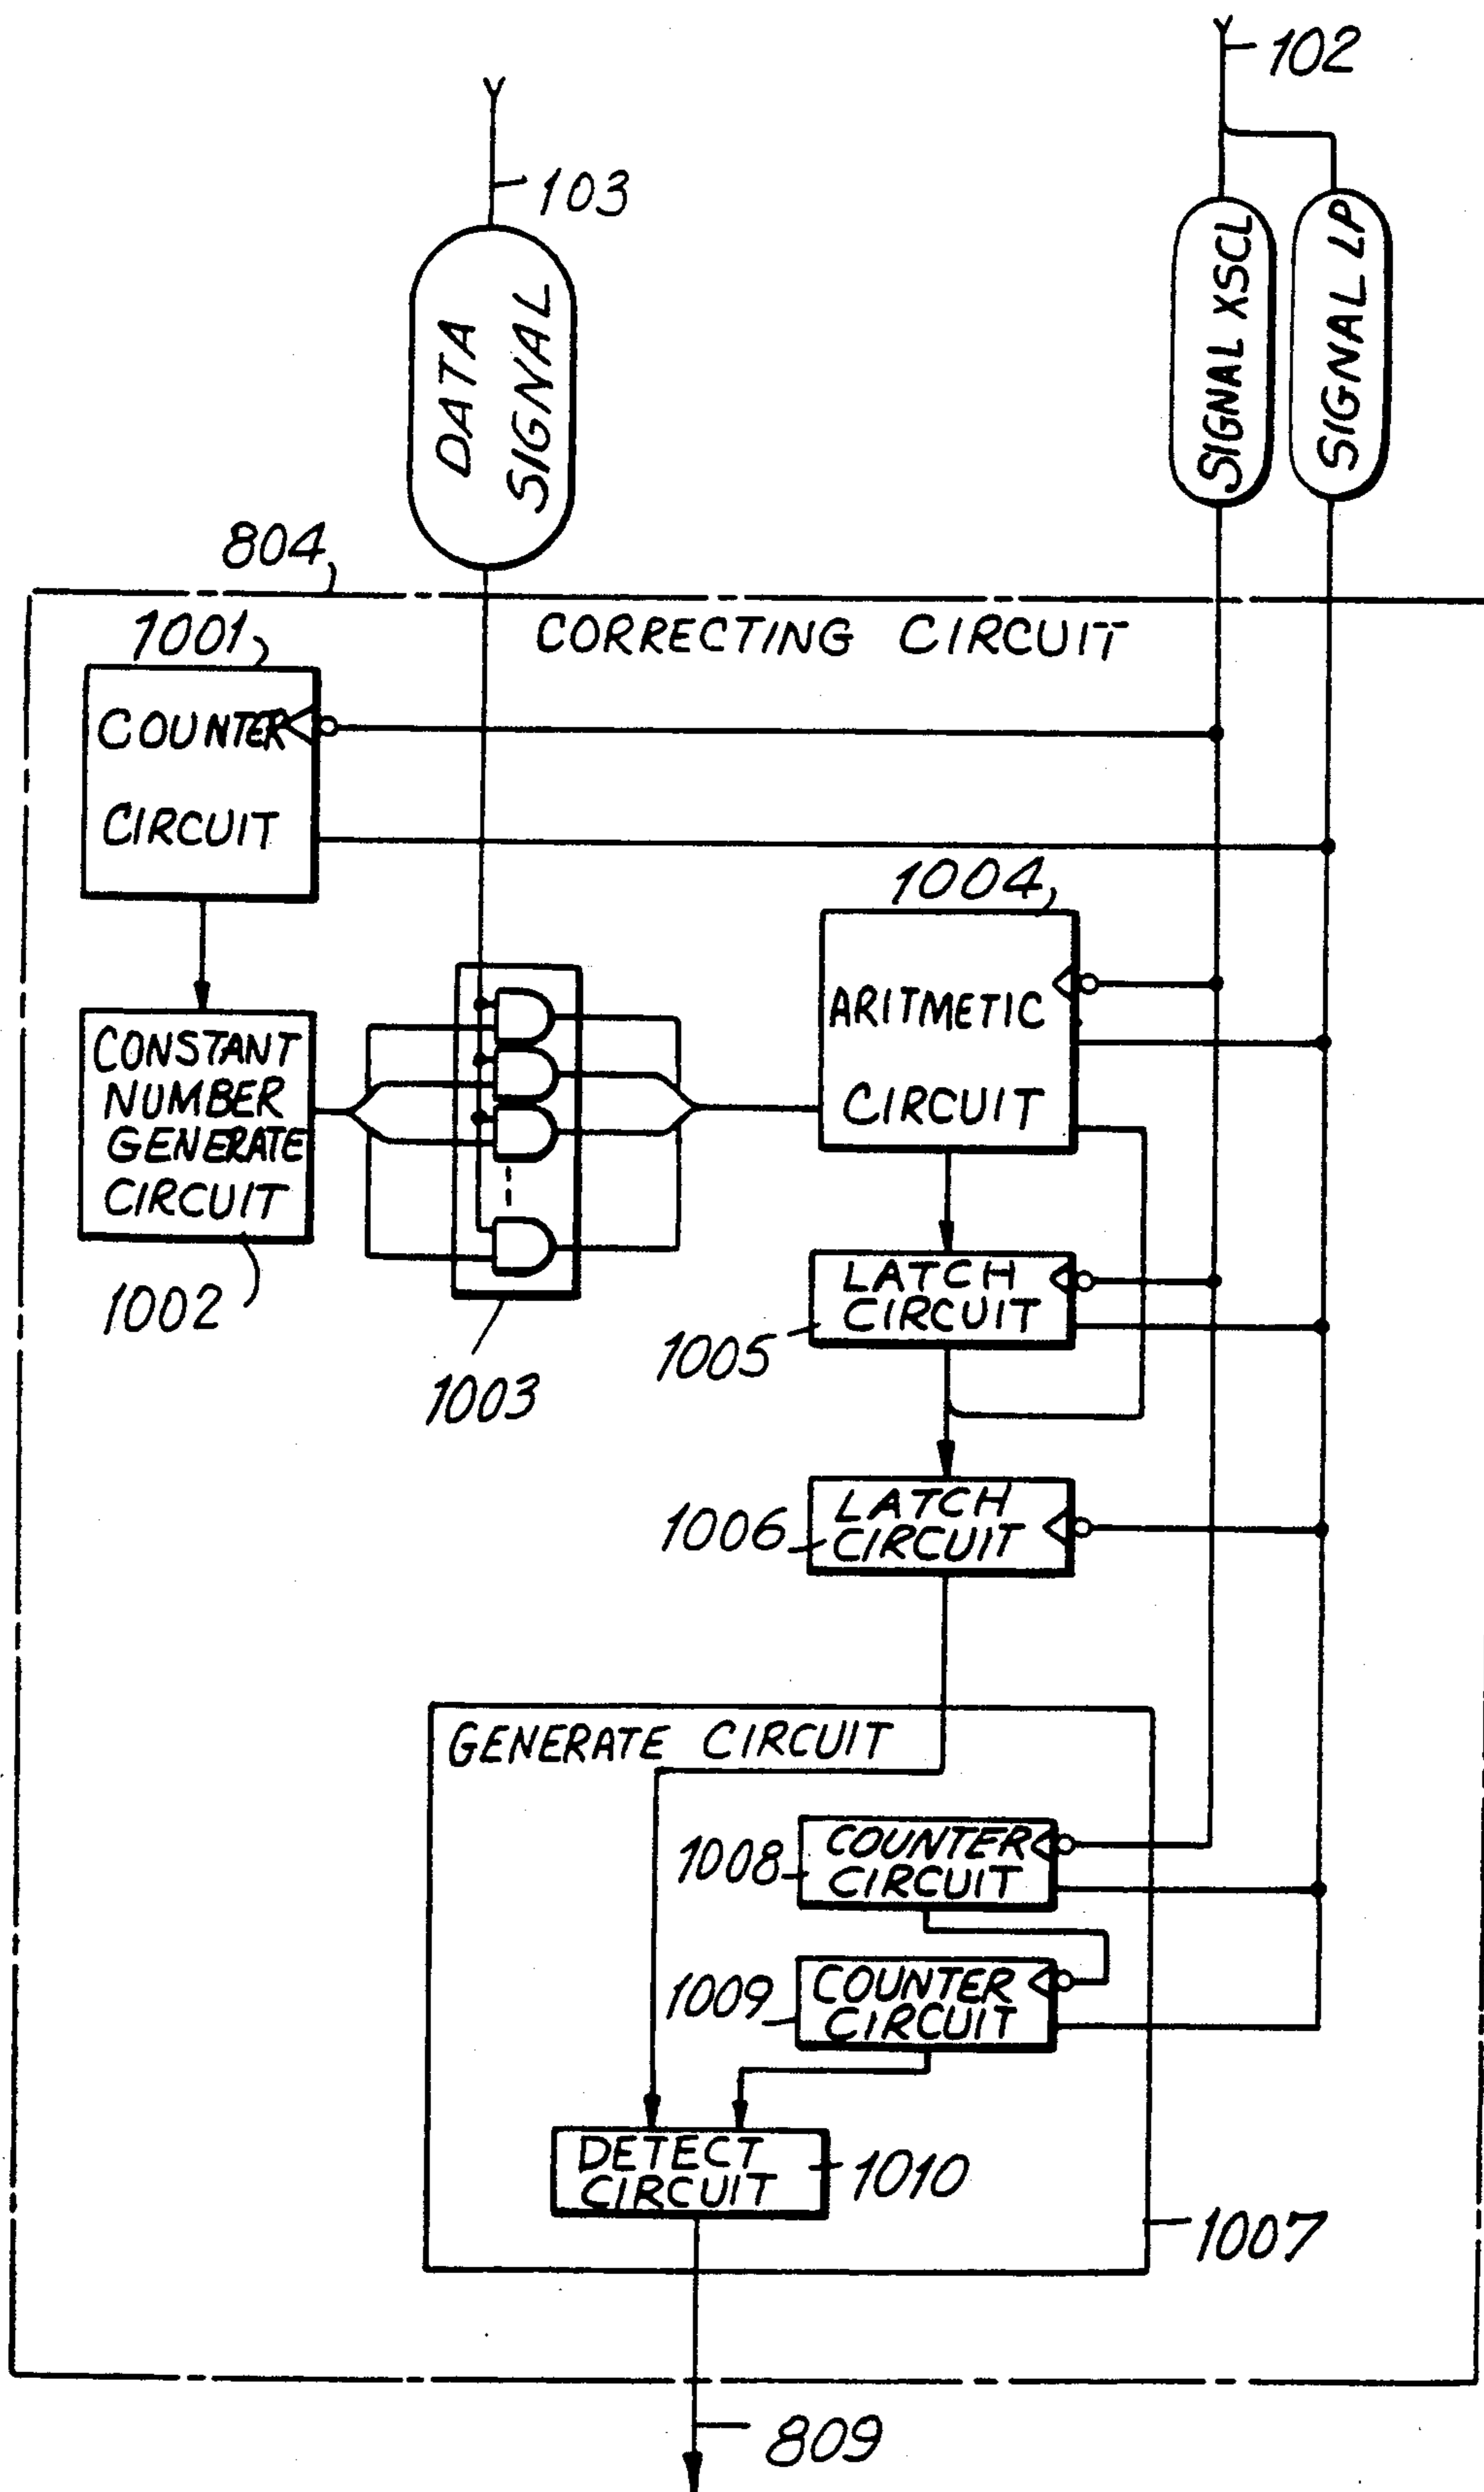 102
103
DATA
SIGNAL
SIGNAL XSCL
SIGNAL LP
804
CORRECTING CIRCUIT
1001
COUNTER
CIRCUIT
1004
ARITMETIC
CIRCUIT
CONSTANT
NUMBER
GENERATE
CIRCUIT
1002
1003
LATCH
CIRCUIT
1005
LATCH
CIRCUIT
1006
GENERATE CIRCUIT
COUNTER
CIRCUIT
1008
COUNTER
CIRCUIT
1009
DETECT
CIRCUIT
1010
1007
809